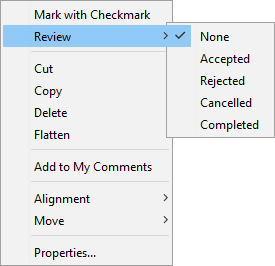 Mark with Checkmark
Review
None
Accepted
Rejected
Cancelled
Completed
Cut
Copy
Delete
Flatten
Add to My Comments
Alignment
Move
Properties...